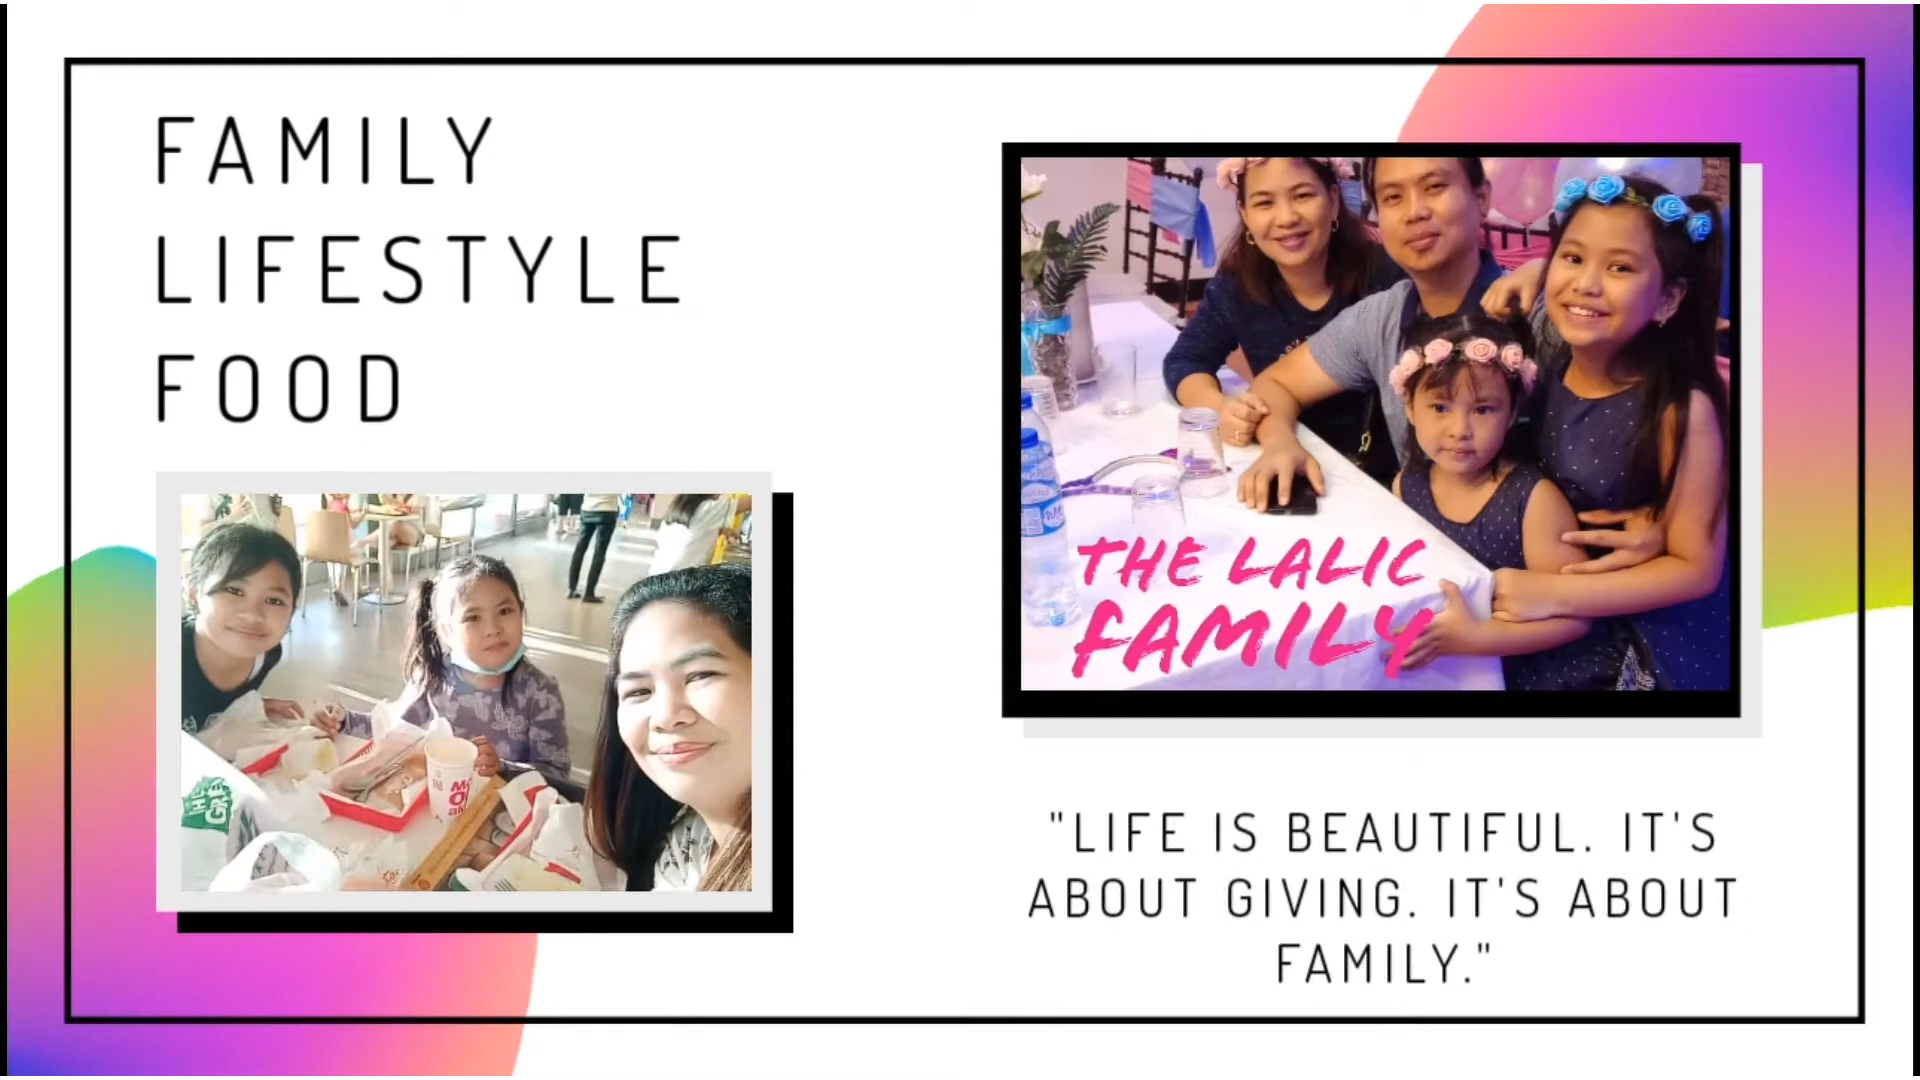 FAMILY
LIFESTYLE
FOOD
THE LALIC
FAMILY
"LIFE IS BEAUTIFUL. IT'S
ABOUT GIVING. IT'S ABOUT
FAMILY."